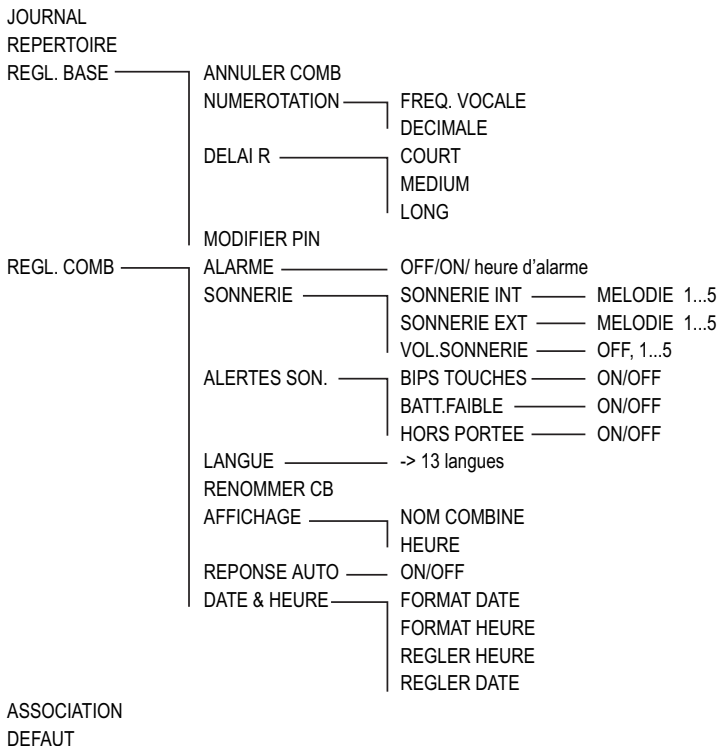 JOURNAL
REPERTOIRE
REGL. BASE ANNULER COMB
NUMEROTATION FREQ. VOCALE
DECIMALE
DELAI R COURT
MEDIUM
LONG
MODIFIER PIN
REGL. COMB ALARME OFF/ON/ heure d'alarme
SONNERIE SONNERIE INT MELODIE 1...5
SONNERIE EXT MELODIE 1...5
VOL.SONNERIE OFF, 1...5
ALERTES SON. BIPS TOUCHES ON/OFF
BATT.FAIBLE ON/OFF
HORS PORTEE ON/OFF
LANGUE -> 13 langues
RENOMMER CB
AFFICHAGE NOM COMBINE
HEURE
REPONSE AUTO ON/OFF
DATE & HEURE FORMAT DATE
FORMAT HEURE
REGLER HEURE
REGLER DATE
ASSOCIATION
DEFAUT